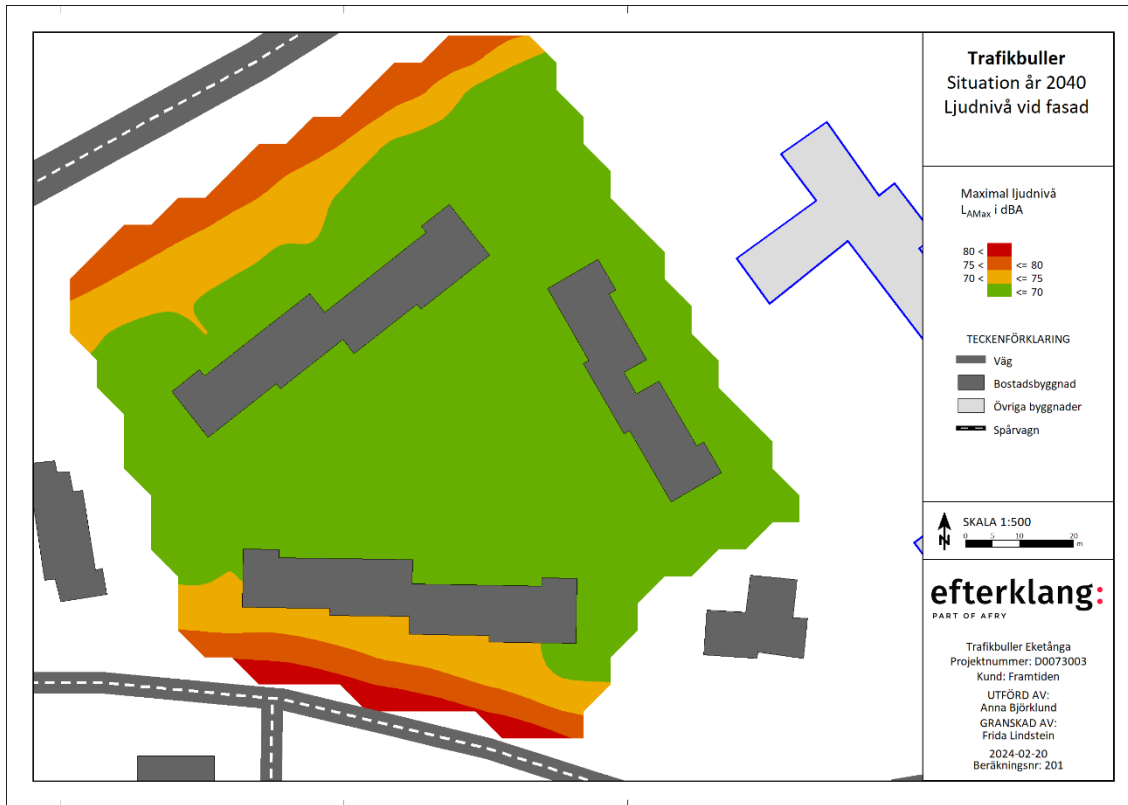 Trafikbuller
Situation år 2040
Ljudnivå vid fasad
Maximal ljudnivå
LAMax i dBA
80 <
75 < <= 80
70 < <= 75
<= 70
TECKENFÖRKLARING
Väg
Bostadsbyggnad
Övriga byggnader
Spårvagn
N
SKALA 1:500
0 5 10 20
m
efterklang:
PART OF AFRY
Trafikbuller Eketånga
Projektnummer: D0073003
Kund: Framtiden
UTFÖRD AV:
Anna Björklund
GRANSKAD AV:
Frida Lindstein
2024-02-20
Beräkningsnr: 201